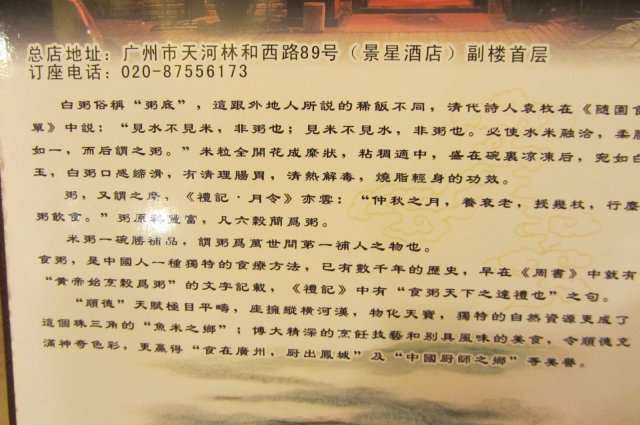 总店地址：广州市天河林和西路89号（景星酒店）副楼首层
订座电话：020-87556173
白粥俗稱“粥底”，這跟外地人所説的稀飯不同，清代詩人袁枚在《隨園食
單》中説：“見水不見米，非粥也；見米不見水，非粥也。必使水米融洽，柔膩
如一，而后謂之粥。”米粒全開花成糜狀，粘稠適中，盛在碗裏凉凍后，宛如白
玉，白粥口感締滑，有清理腸胃，清熱解毒，燒脂輕身的功效。
粥，又謂之糜，《禮記·月令》亦雲：“仲秋之月，養衰老，授幾杖，行糜
粥飲食。”粥原料豐富，凡六穀簡爲粥。
米粥一碗勝補品，謂粥爲萬世間第一補人之物也。
食粥，是中國人一種獨特的食療方法，已有數千年的歷史，早在《周書》中就有
“黄帝始烹穀爲粥”的文字記載，《禮記》中有“食粥天下之達禮也”之句。
“順德”天賦極目平疇，座擁縱横河漢，物化天寶，獨特的自然資源更成了
這個珠三角的“魚米之鄉”；博大精深的烹飪技藝和别具風味的美食，令順德充
滿神奇色彩，更贏得“食在廣州，厨出鳳城”及“中國厨師之鄉”等美譽。